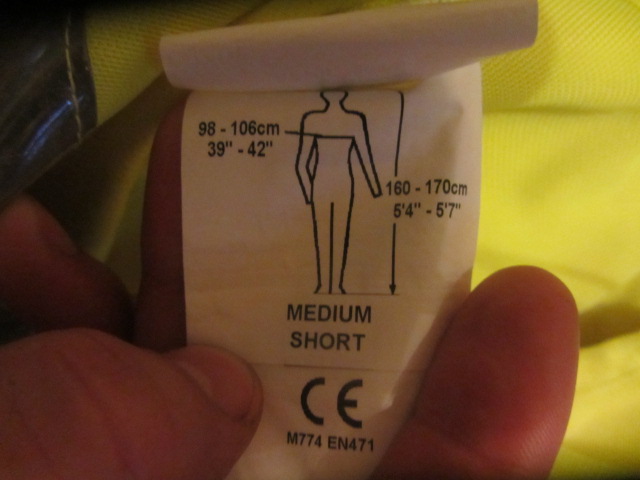 98 - 106cm
39" - 42"
160 - 170cm
5'4" - 5'7"
MEDIUM
SHORT
CE
M774 EN471